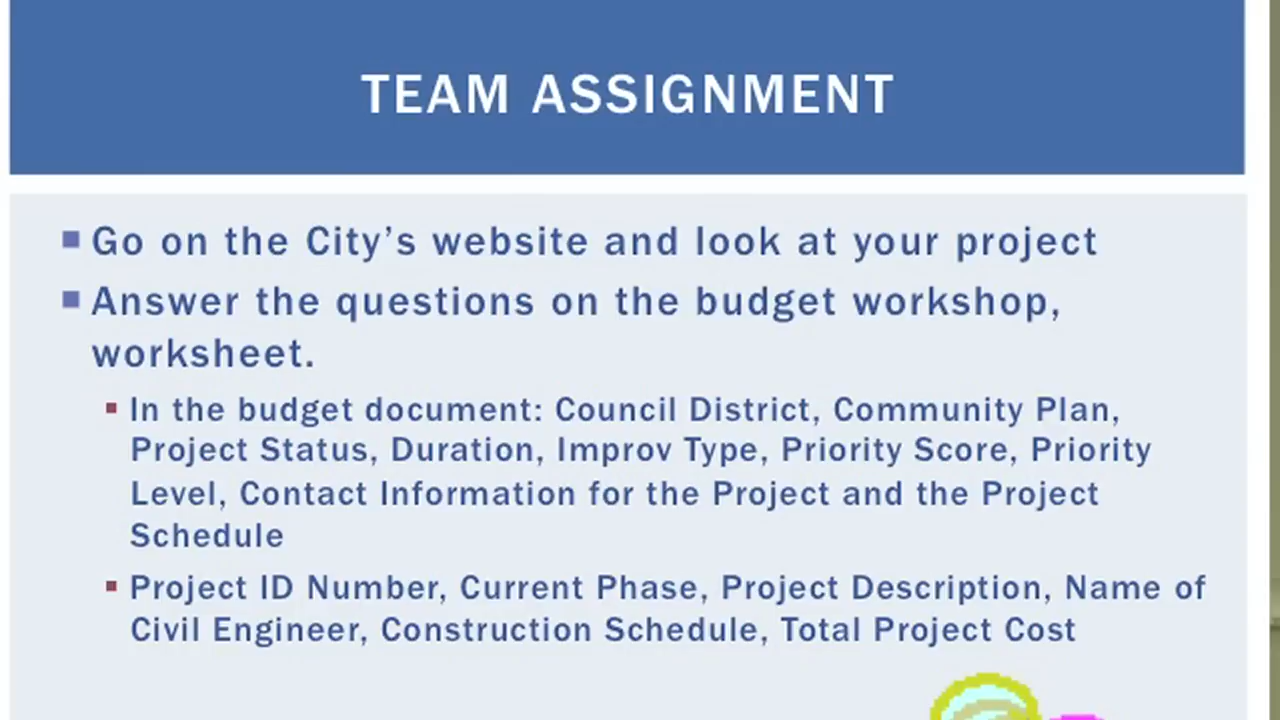 TEAM ASSIGNMENT
Go on the City's website and look at your project
Answer the questions on the budget workshop,
worksheet.
In the budget document: Council District, Community Plan,
Project Status, Duration, Improv Type, Priority Score, Priority
Level, Contact Information for the Project and the Project
Schedule
Project ID Number, Current Phase, Project Description, Name of
Civil Engineer, Construction Schedule, Total Project Cost